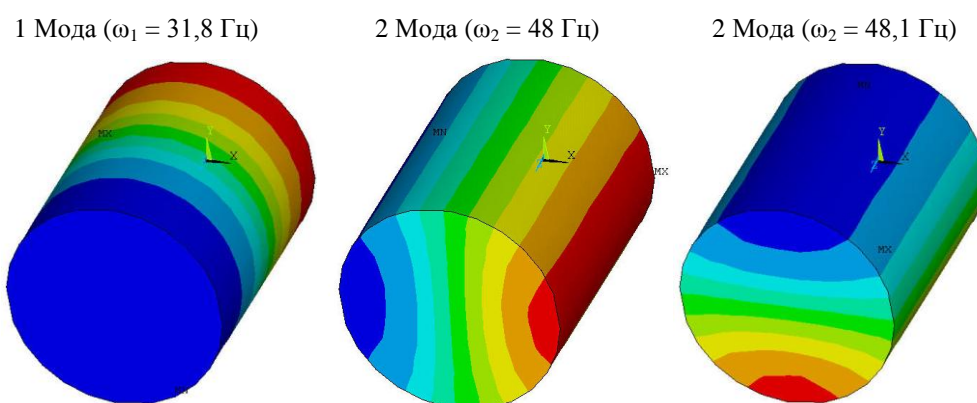 1 Мода (ω₁ = 31,8 Гц) 2 Мода (ω₂ = 48 Гц) 2 Мода (ω₂ = 48,1 Гц)
MX Y X MN
MN Y X Z MX
MN Y X Z MX